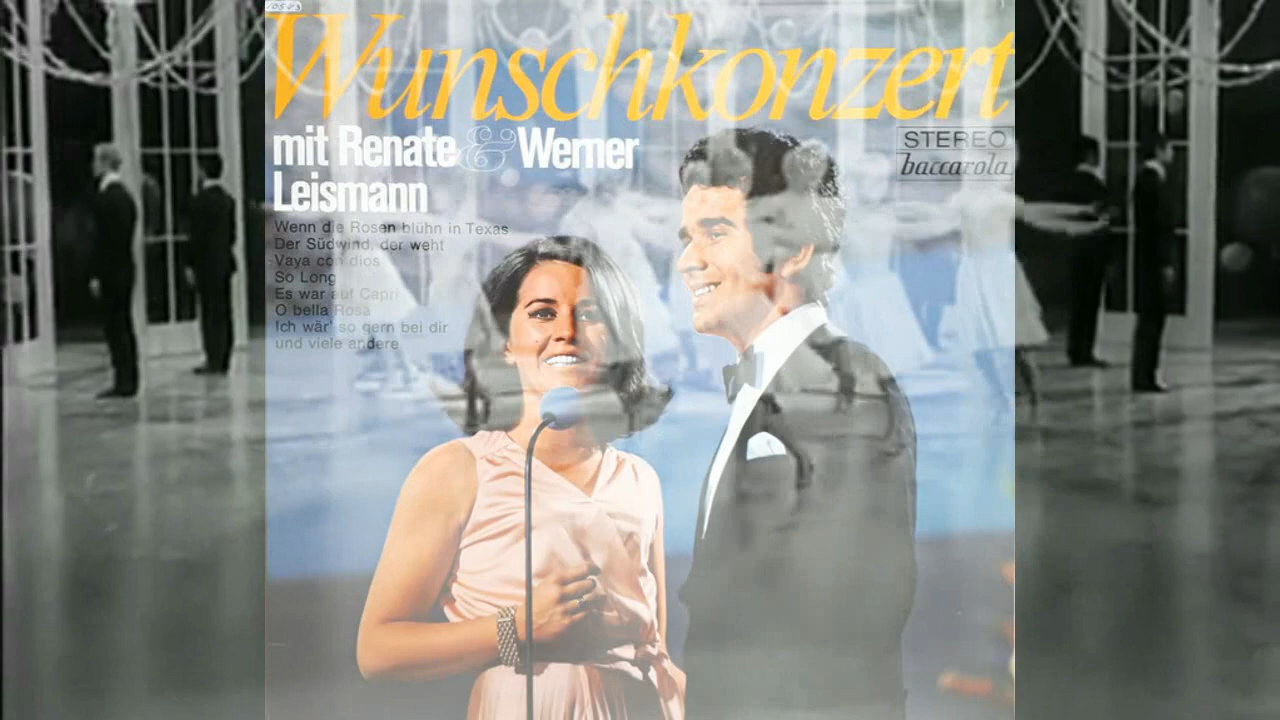 Wunschkonzert
mit Renate & Werner
Leismann
STEREO
baccarola
Wenn die Rosen blühn in Texas
Der Südwind, der weht
Vaya con dios
So Long
Es war auf Capri
O bella Rosa
Ich wär' so gern bei dir
und viele andere